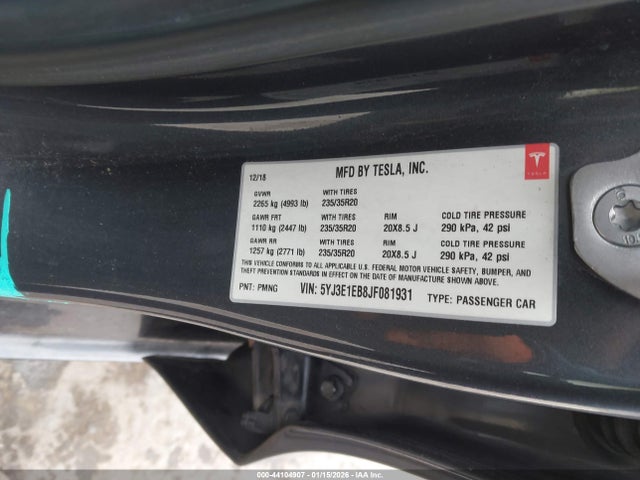 12/18 MFD BY TESLA, INC.
TESLA
GVWR WITH TIRES
2265 kg (4993 lb) 235/35R20
GAWR FRT WITH TIRES RIM COLD TIRE PRESSURE
1110 kg (2447 lb) 235/35R20 20X8.5 J 290 kPa, 42 psi
GAWR RR WITH TIRES RIM COLD TIRE PRESSURE
1257 kg (2771 lb) 235/35R20 20X8.5 J 290 kPa, 42 psi
THIS VEHICLE CONFORMS TO ALL APPLICABLE U.S. FEDERAL MOTOR VEHICLE SAFETY, BUMPER, AND
THEFT PREVENTION STANDARDS IN EFFECT ON THE DATE OF MANUFACTURE SHOWN ABOVE.
PNT: PMNG VIN: 5YJ3E1EB8JF081931 TYPE: PASSENGER CAR
000-44104907 - 01/15/2026 - Copyright IAA, Inc.